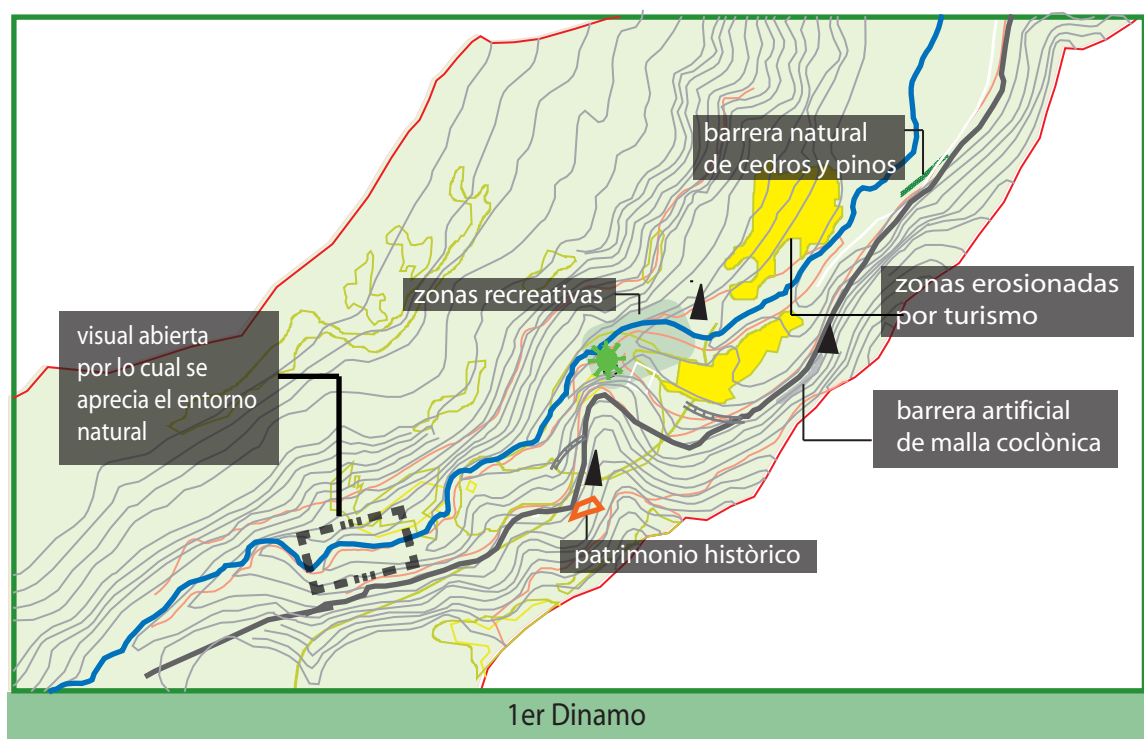 barrera natural
de cedros y pinos
zonas recreativas
zonas erosionadas
por turismo
visual abierta
por lo cual se
aprecia el entorno
natural
barrera artificial
de malla coclònica
patrimonio històrico
1er Dinamo